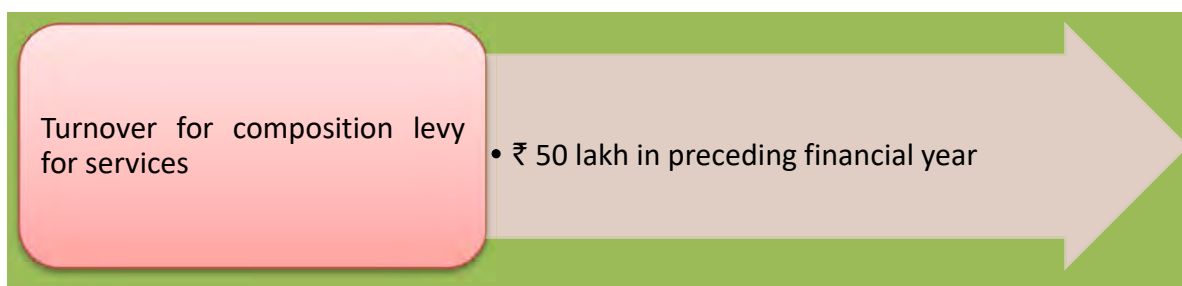 Turnover for composition levy
for services
• ₹ 50 lakh in preceding financial year